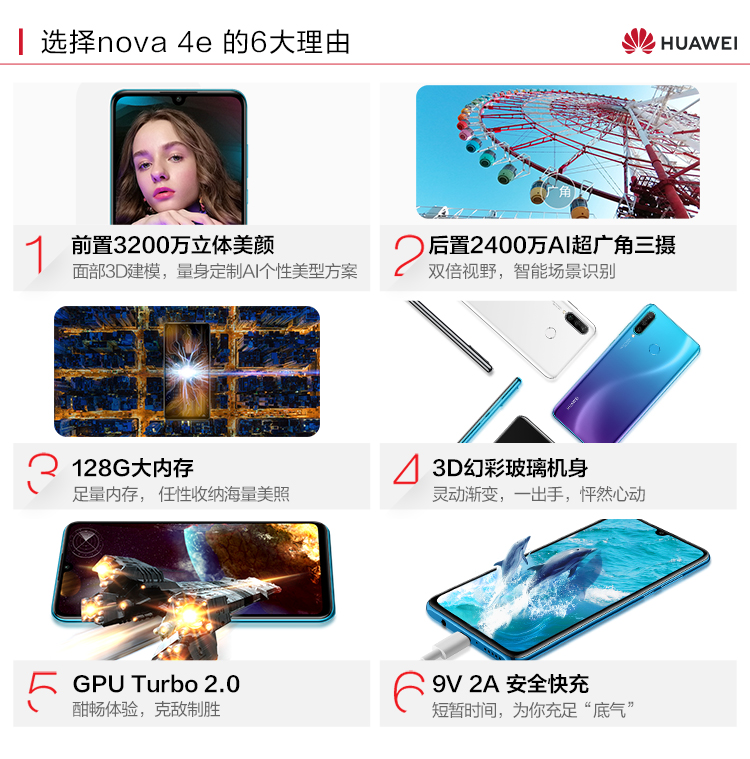 选择nova 4e 的6大理由
HUAWEI
广角
1 前置3200万立体美颜
面部3D建模，量身定制AI个性美型方案
2 后置2400万AI超广角三摄
双倍视野，智能场景识别
HUAWEI
3 128G大内存
足量内存， 任性收纳海量美照
4 3D幻彩玻璃机身
灵动渐变，一出手，怦然心动
5 GPU Turbo 2.0
酣畅体验，克敌制胜
6 9V 2A 安全快充
短暂时间，为你充足“底气”